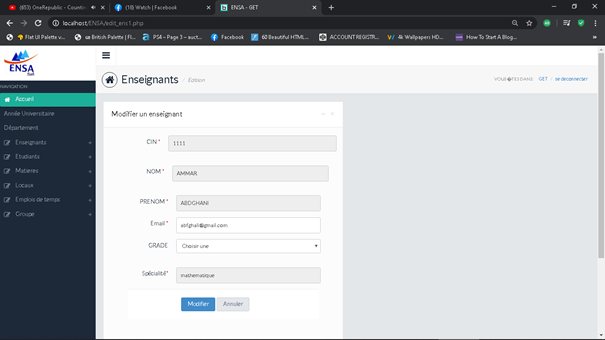 (653) OneRepublic - Counti
(18) Watch | Facebook
ENSA - GET
localhost/ENSA/edit_ens1.php
Flat UI Palette v...
British Palette | Fl...
PS4 – Page 3 – auct...
Facebook
60 Beautiful HTML...
ACCOUNT REGISTR...
4k Wallpapers HD...
How To Start A Blog...
ENSA
NAVIGATION
Accueil
Année Universitaire
Département
Enseignants +
Etudiants +
Matieres +
Locaux +
Emplois de temps +
Groupe +
Enseignants / Edition
VOUS �TES DANS: GET / se deconnecter
Modifier un enseignant
CIN * 1111
NOM * AMMAR
PRENOM * ABDGHANI
Email * abfghali@gmail.com
GRADE Choisir une
Spécialité* mathematique
Modifier Annuler